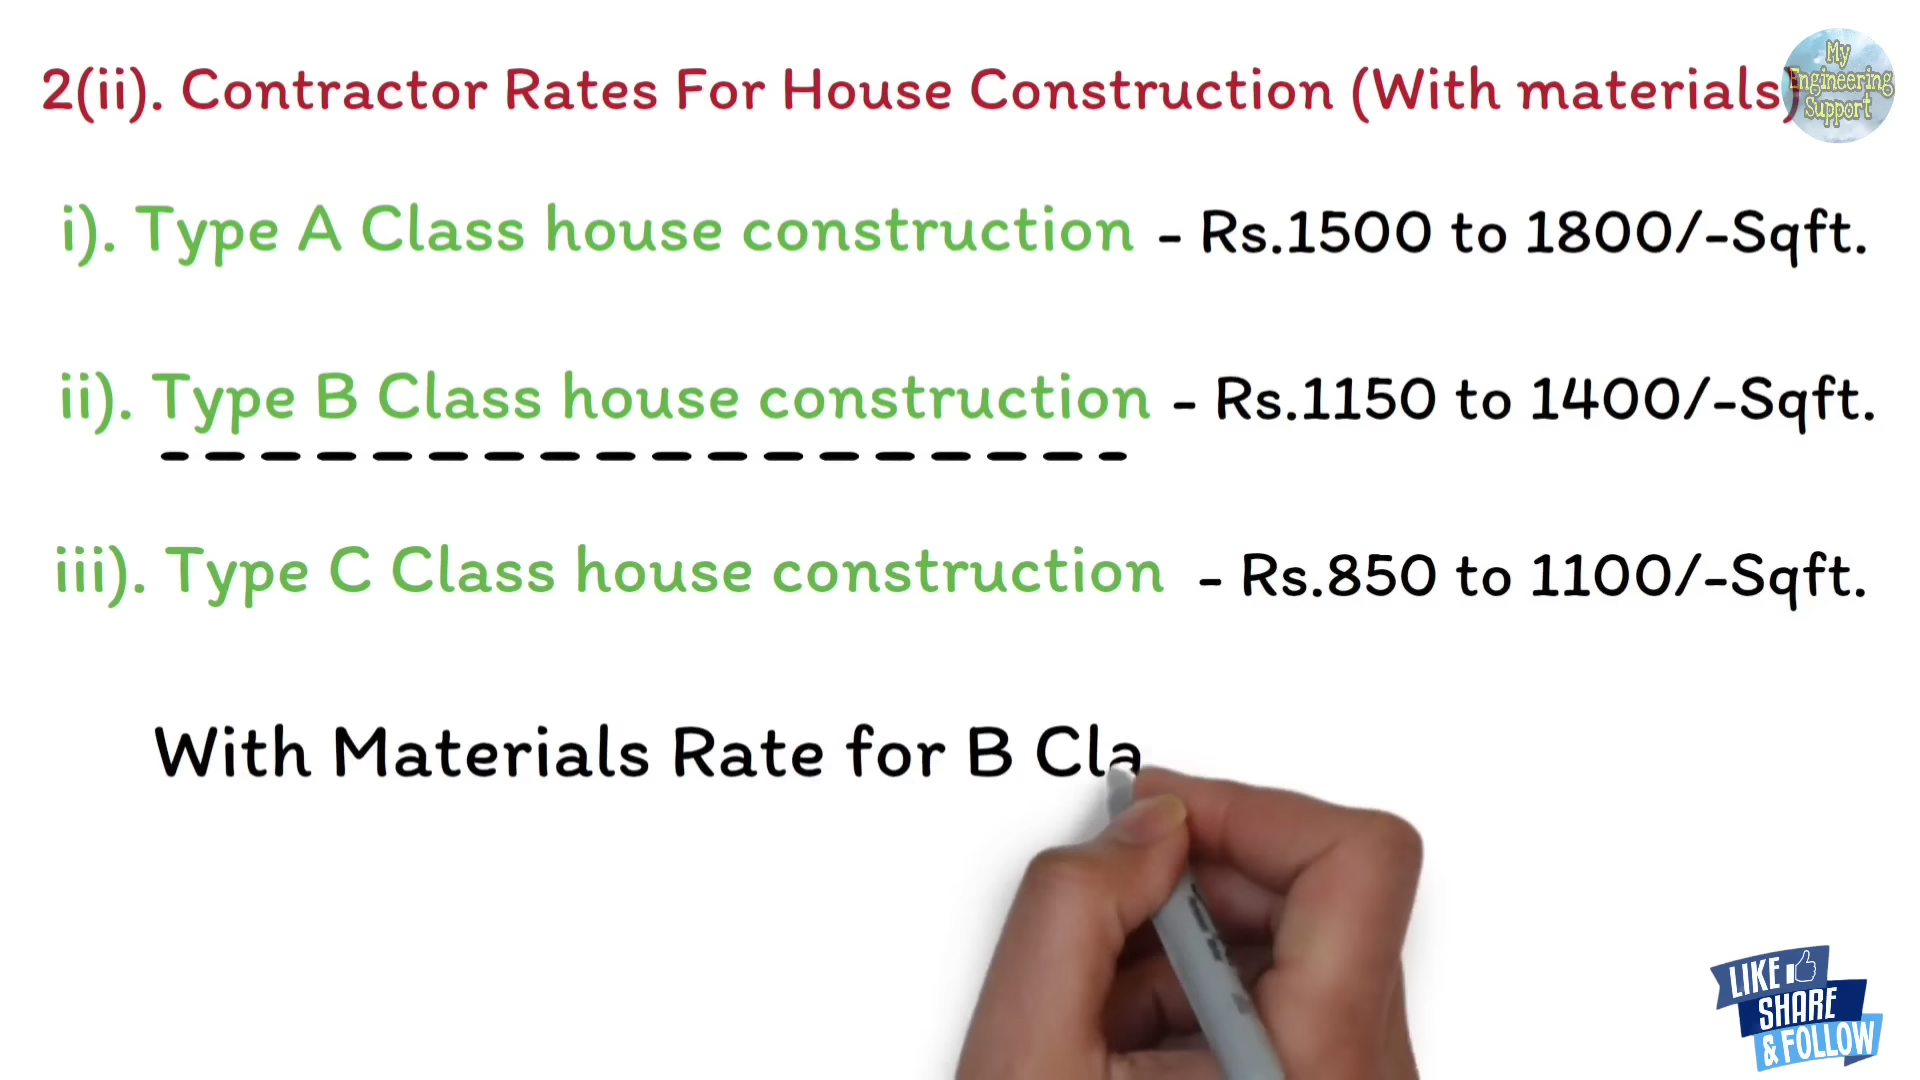 2(ii). Contractor Rates For House Construction (With materials)
My
Engineering
Support
i). Type A Class house construction - Rs.1500 to 1800/-Sqft.
ii). Type B Class house construction - Rs.1150 to 1400/-Sqft.
iii). Type C Class house construction - Rs.850 to 1100/-Sqft.
With Materials Rate for B Cla
LIKE
SHARE
& FOLLOW